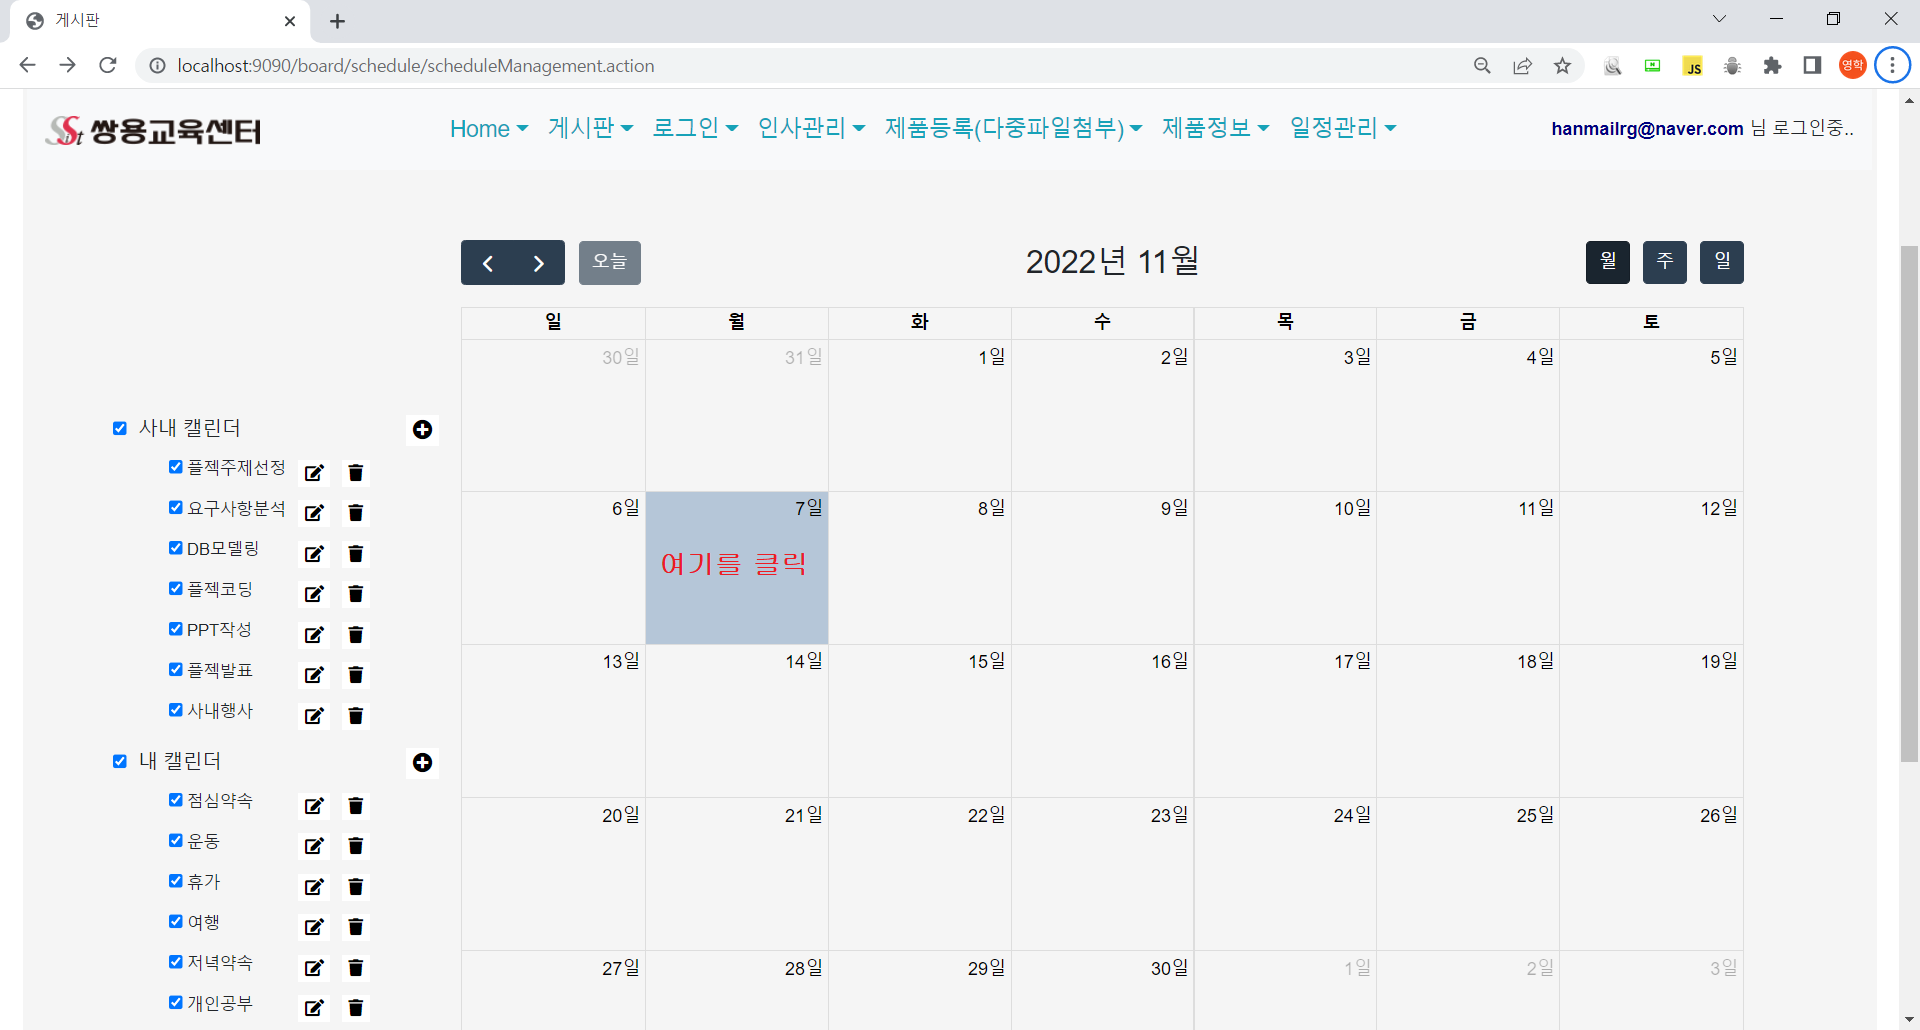 게시판
localhost:9090/board/schedule/scheduleManagement.action
JS
영학
SSist 쌍용교육센터
Home 게시판 로그인 인사관리 제품등록(다중파일첨부) 제품정보 일정관리
hanmailrg@naver.com 님 로그인중..
오늘
2022년 11월
월 주 일
일 월 화 수 목 금 토
30일 31일 1일 2일 3일 4일 5일
6일 7일 8일 9일 10일 11일 12일
여기를 클릭
13일 14일 15일 16일 17일 18일 19일
20일 21일 22일 23일 24일 25일 26일
27일 28일 29일 30일 1일 2일 3일
사내 캘린더
플젝주제선정
요구사항분석
DB모델링
플젝코딩
PPT작성
플젝발표
사내행사
내 캘린더
점심약속
운동
휴가
여행
저녁약속
개인공부